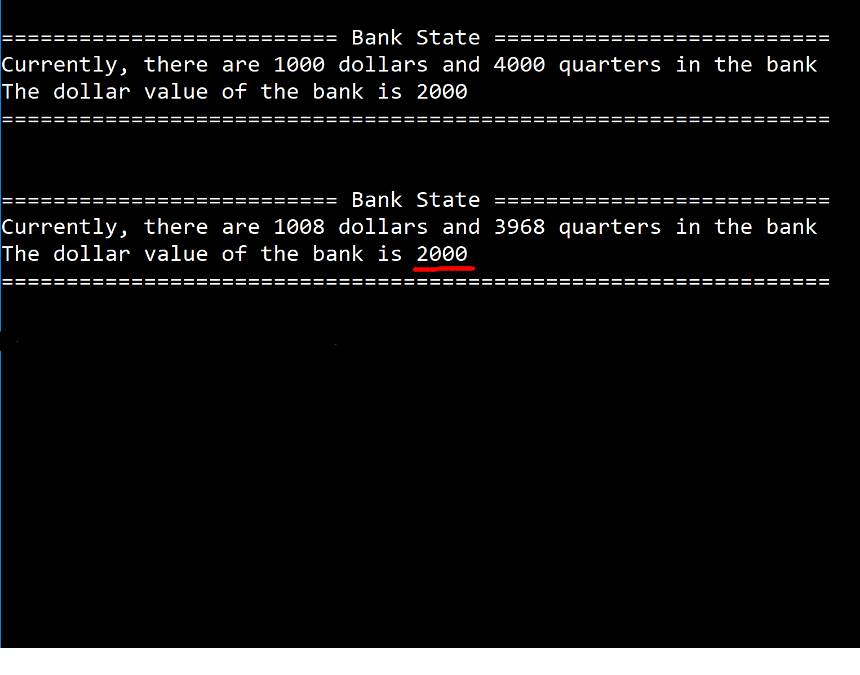 ========================== Bank State ==========================
Currently, there are 1000 dollars and 4000 quarters in the bank
The dollar value of the bank is 2000
================================================================
========================== Bank State ==========================
Currently, there are 1008 dollars and 3968 quarters in the bank
The dollar value of the bank is 2000
================================================================